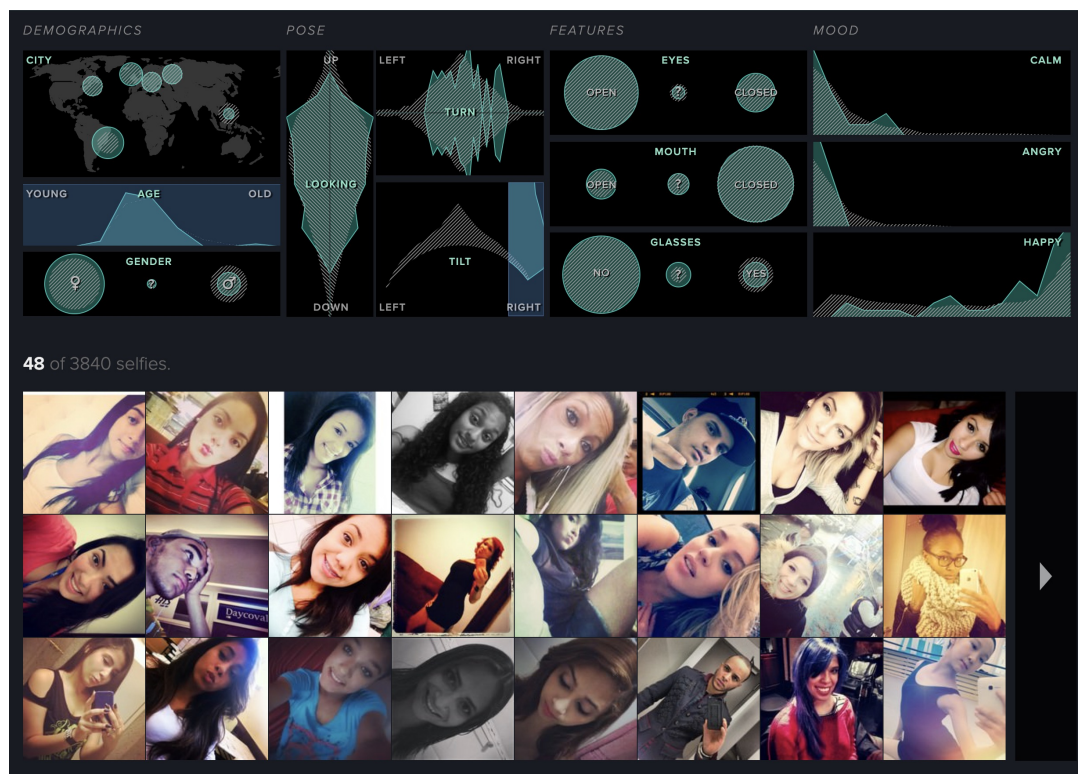 DEMOGRAPHICS
POSE
FEATURES
MOOD
CITY
UP
LEFT
RIGHT
TURN
LOOKING
EYES
OPEN
?
CLOSED
CALM
MOUTH
OPEN
?
CLOSED
ANGRY
YOUNG
AGE
OLD
GENDER
♀
?
♂
DOWN
TILT
LEFT
RIGHT
GLASSES
NO
?
YES
HAPPY
48 of 3840 selfies.
Daycoval